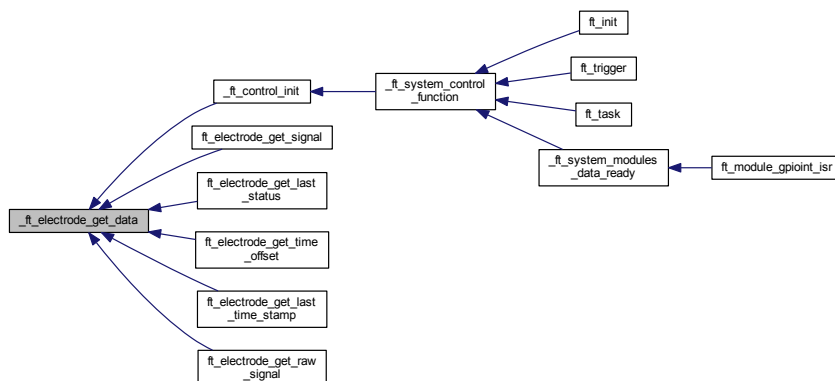 ft_init
_ft_system_control
_function
ft_trigger
_ft_control_init
ft_task
ft_electrode_get_signal
_ft_system_modules
_data_ready
ft_module_gpioint_isr
ft_electrode_get_last
_status
_ft_electrode_get_data
ft_electrode_get_time
_offset
ft_electrode_get_last
_time_stamp
ft_electrode_get_raw
_signal